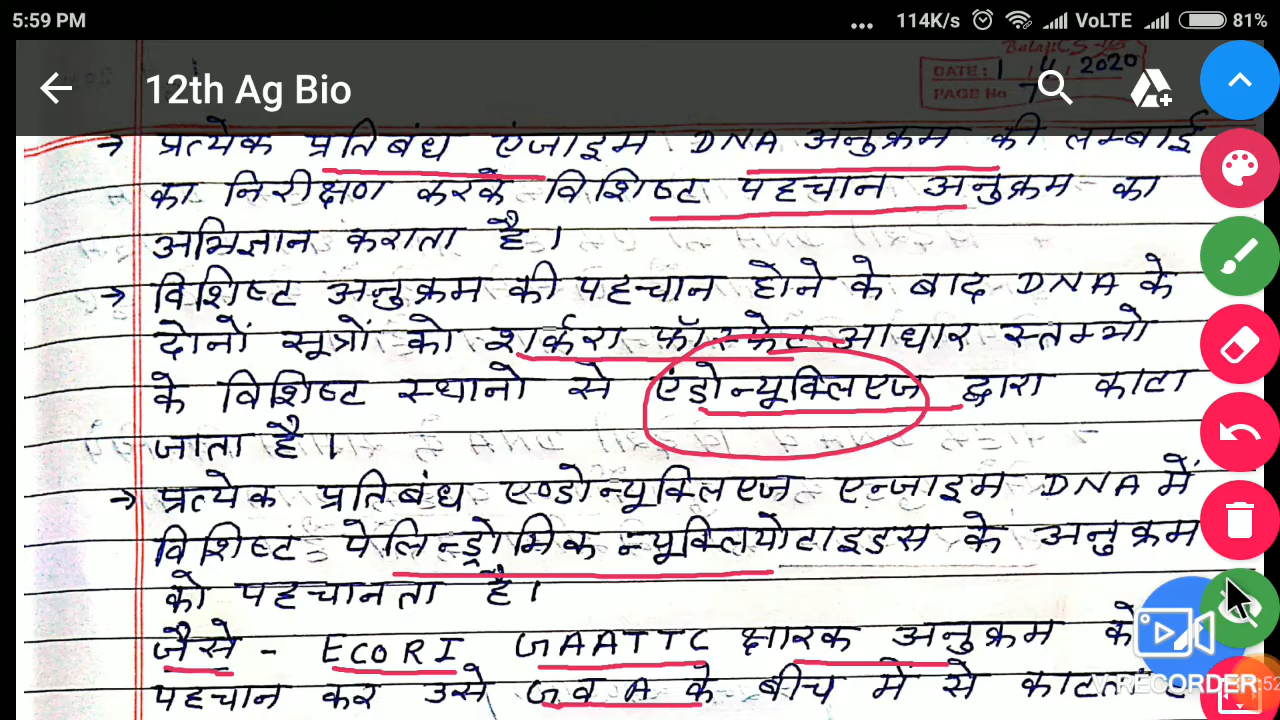 5:59 PM ... 114K/s VoLTE 81%
12th Ag Bio
DATE: 1 2020
PAGE No 7
→ प्रत्येक प्रतिबंध एंजाइम DNA अनुक्रम की लम्बाई
का निरीक्षण करके विशिष्ट पहचान अनुक्रम का
अभिज्ञान कराता है।
→ विशिष्ट अनुक्रम की पहचान होने के बाद DNA के
दोनों सूत्रों को शर्करा फॉस्फेट आधार स्तम्भो
के विशिष्ट स्थानो से एंडोन्यूक्लिएज द्वारा काटा
जाता है।
→ प्रत्येक प्रतिबंध एण्डोन्यूक्लिएज एन्जाइम DNA में
विशिष्ट पेलिन्ड्रोमिक न्यूक्लियोटाइडस के अनुक्रम
को पहचानता है।
जैसे - ECORI GAATTC क्षारक अनुक्रम को
पहचान कर उसे G व A के बीच में से काटता
RECORDER